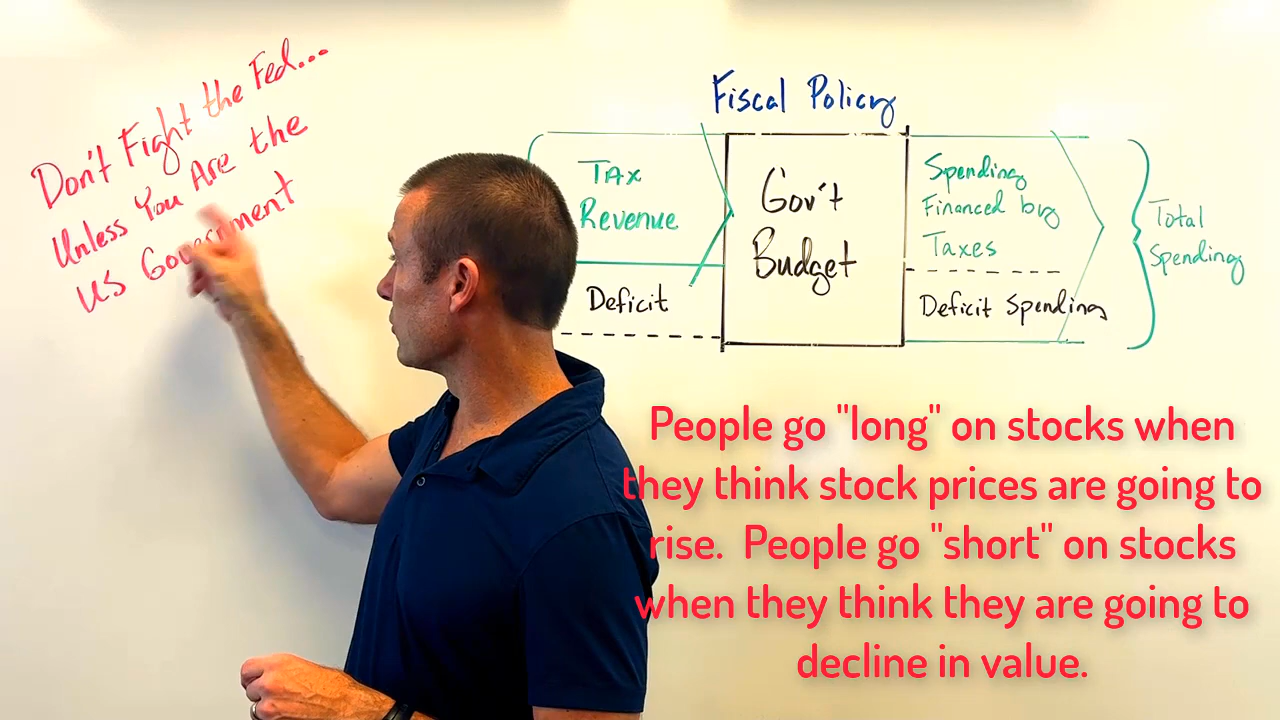 Don't Fight the Fed...
Unless You Are the
US Government
Fiscal Policy
Tax
Revenue
Deficit
Gov't
Budget
Spending
Financed by
Taxes
Deficit Spending
Total
Spending
People go "long" on stocks when
they think stock prices are going to
rise. People go "short" on stocks
when they think they are going to
decline in value.